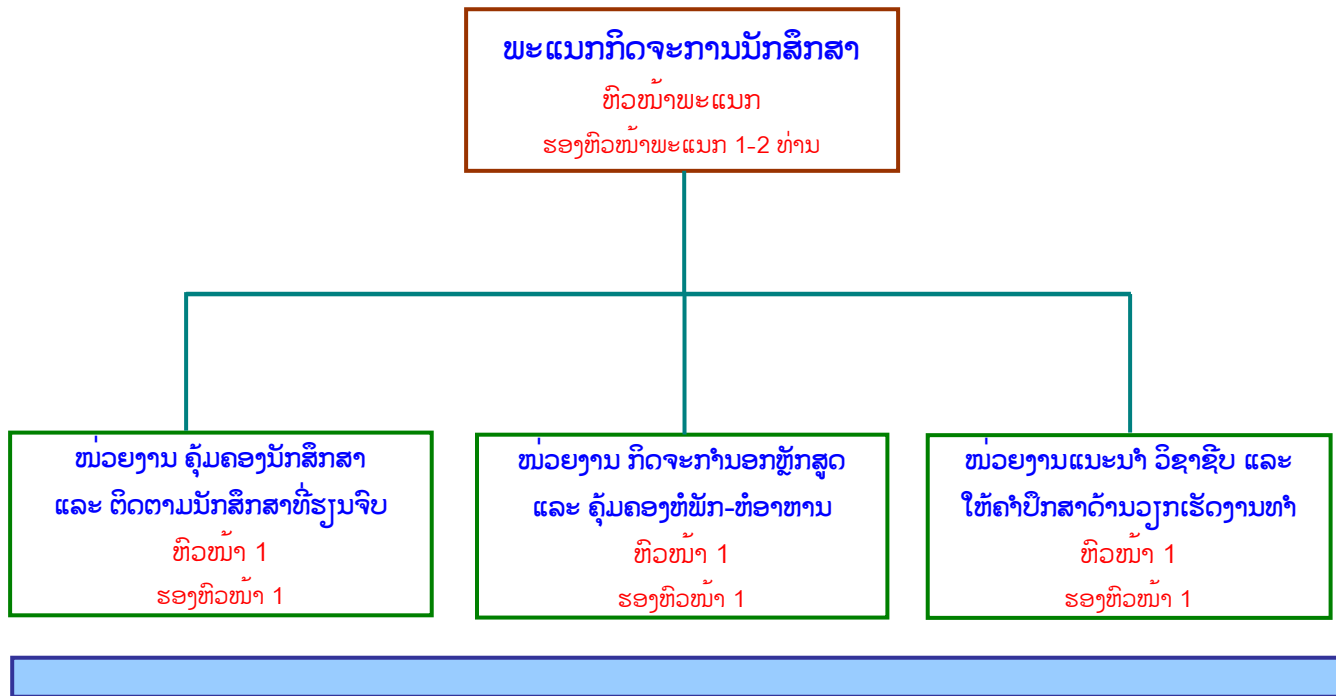 ພະແນກກິດຈະການນັກສຶກສາ
ຫົວໜ້າພະແນກ
ຮອງຫົວໜ້າພະແນກ 1-2 ທ່ານ
ໜ່ວຍງານ ຄຸ້ມຄອງນັກສຶກສາ
ແລະ ຕິດຕາມນັກສຶກສາທີ່ຮຽນຈົບ
ຫົວໜ້າ 1
ຮອງຫົວໜ້າ 1
ໜ່ວຍງານ ກິດຈະກຳນອກຫຼັກສູດ
ແລະ ຄຸ້ມຄອງຫໍພັກ-ຫໍອາຫານ
ຫົວໜ້າ 1
ຮອງຫົວໜ້າ 1
ໜ່ວຍງານແນະນຳ ວິຊາຊີບ ແລະ
ໃຫ້ຄຳປຶກສາດ້ານວຽກເຮັດງານທຳ
ຫົວໜ້າ 1
ຮອງຫົວໜ້າ 1